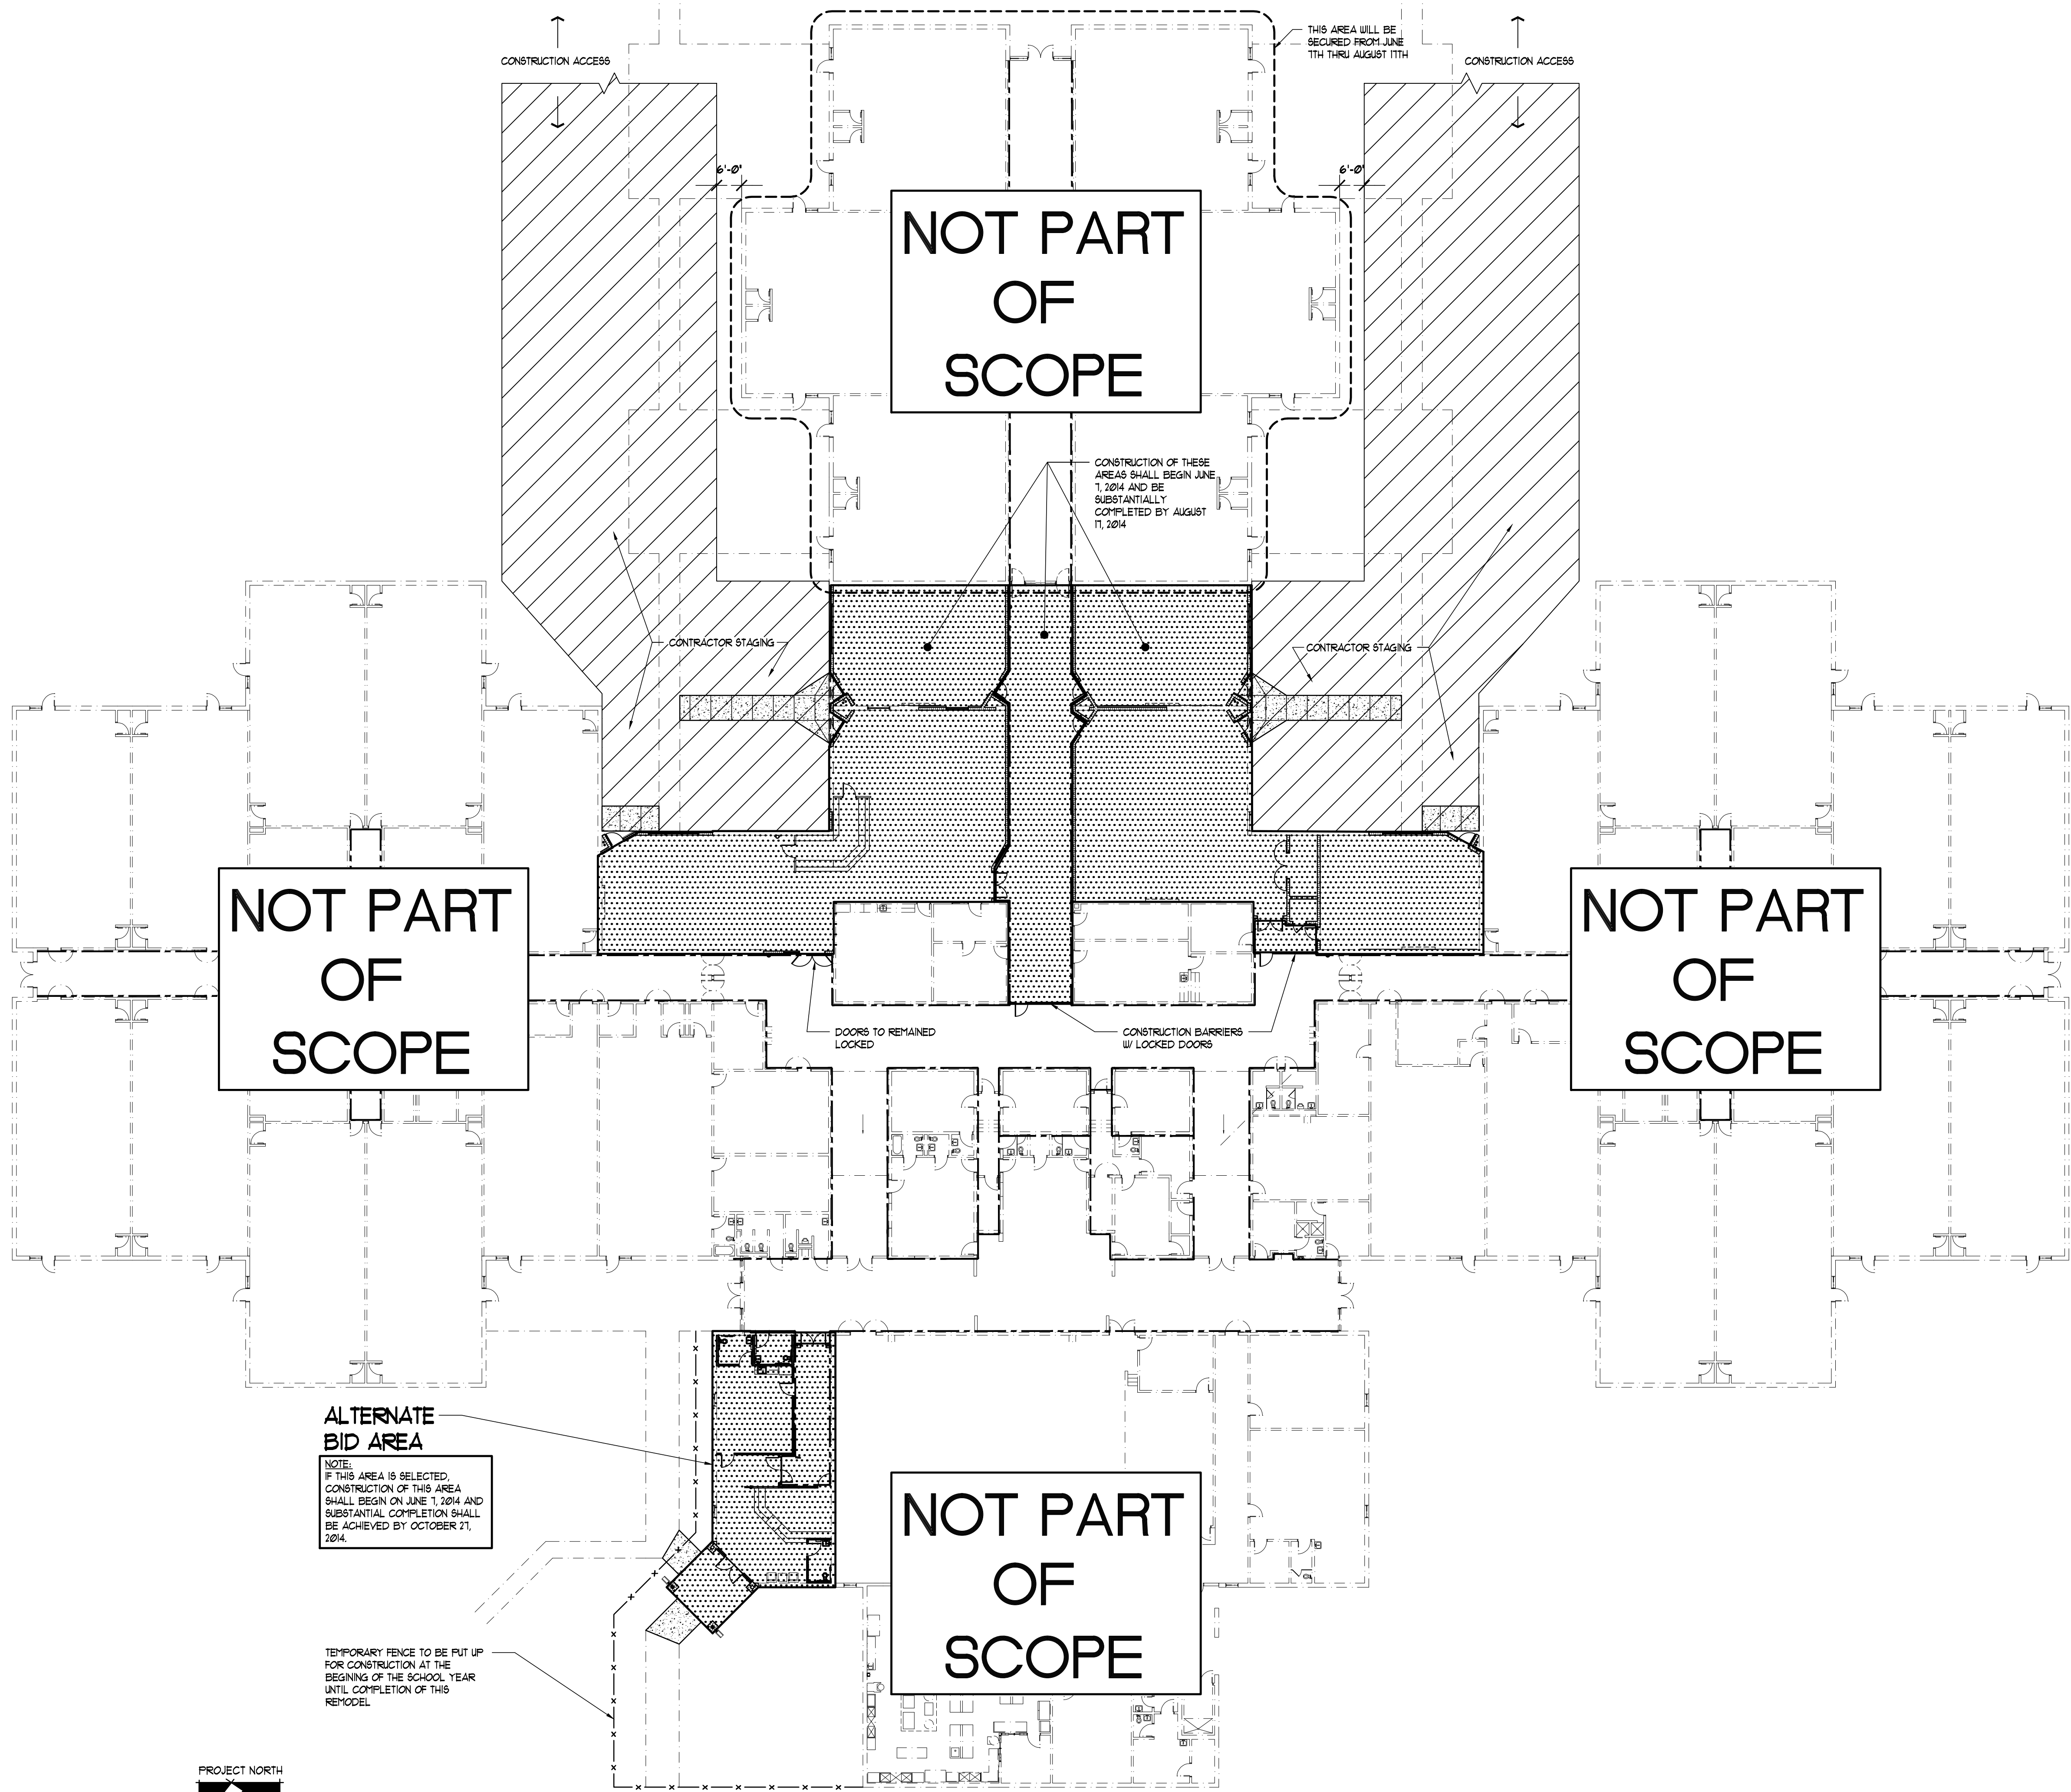 CONSTRUCTION ACCESS
THIS AREA WILL BE
SECURED FROM JUNE
7TH THRU AUGUST 17TH
CONSTRUCTION ACCESS
6'-0"
6'-0"
NOT PART
OF
SCOPE
CONSTRUCTION OF THESE
AREAS SHALL BEGIN JUNE
7, 2014 AND BE
SUBSTANTIALLY
COMPLETED BY AUGUST
17, 2014
CONTRACTOR STAGING
CONTRACTOR STAGING
NOT PART
OF
SCOPE
NOT PART
OF
SCOPE
DOORS TO REMAINED
LOCKED
CONSTRUCTION BARRIERS
W/ LOCKED DOORS
ALTERNATE
BID AREA
NOTE:
IF THIS AREA IS SELECTED,
CONSTRUCTION OF THIS AREA
SHALL BEGIN ON JUNE 7, 2014 AND
SUBSTANTIAL COMPLETION SHALL
BE ACHIEVED BY OCTOBER 27,
2014.
NOT PART
OF
SCOPE
TEMPORARY FENCE TO BE PUT UP
FOR CONSTRUCTION AT THE
BEGINING OF THE SCHOOL YEAR
UNTIL COMPLETION OF THIS
REMODEL
PROJECT NORTH